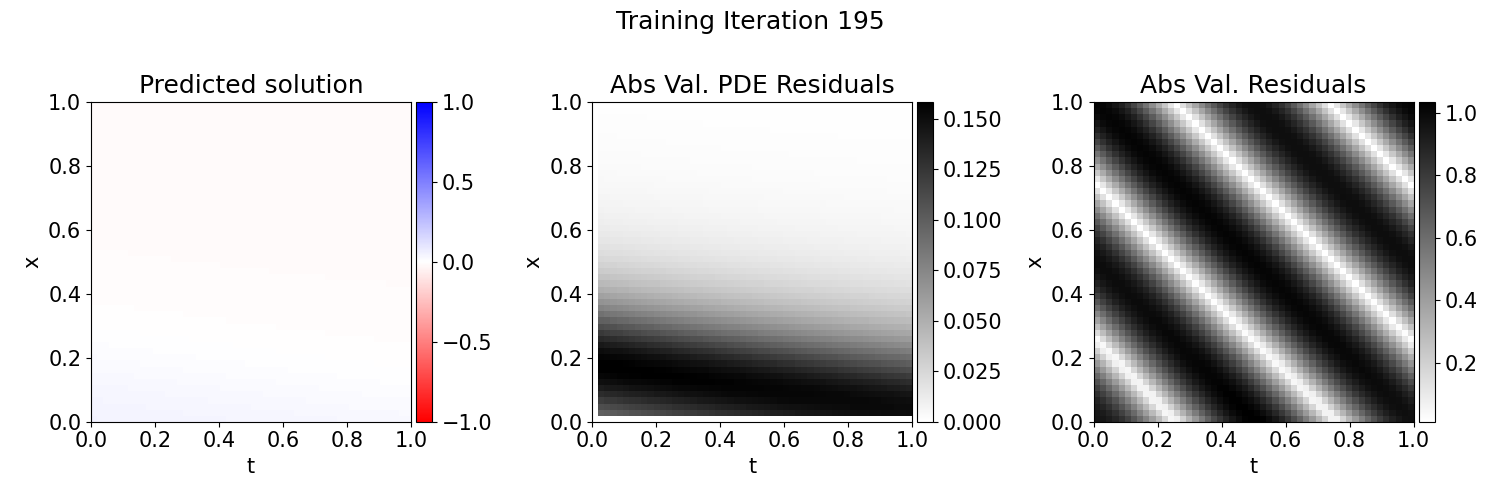 Training Iteration 195
Predicted solution
1.0
0.8
0.6
0.4
0.2
0.0
x
0.0 0.2 0.4 0.6 0.8 1.0
t
1.0
0.5
0.0
−0.5
−1.0
Abs Val. PDE Residuals
1.0
0.8
0.6
0.4
0.2
0.0
x
0.0 0.2 0.4 0.6 0.8 1.0
t
0.150
0.125
0.100
0.075
0.050
0.025
0.000
Abs Val. Residuals
1.0
0.8
0.6
0.4
0.2
0.0
x
0.0 0.2 0.4 0.6 0.8 1.0
t
1.0
0.8
0.6
0.4
0.2